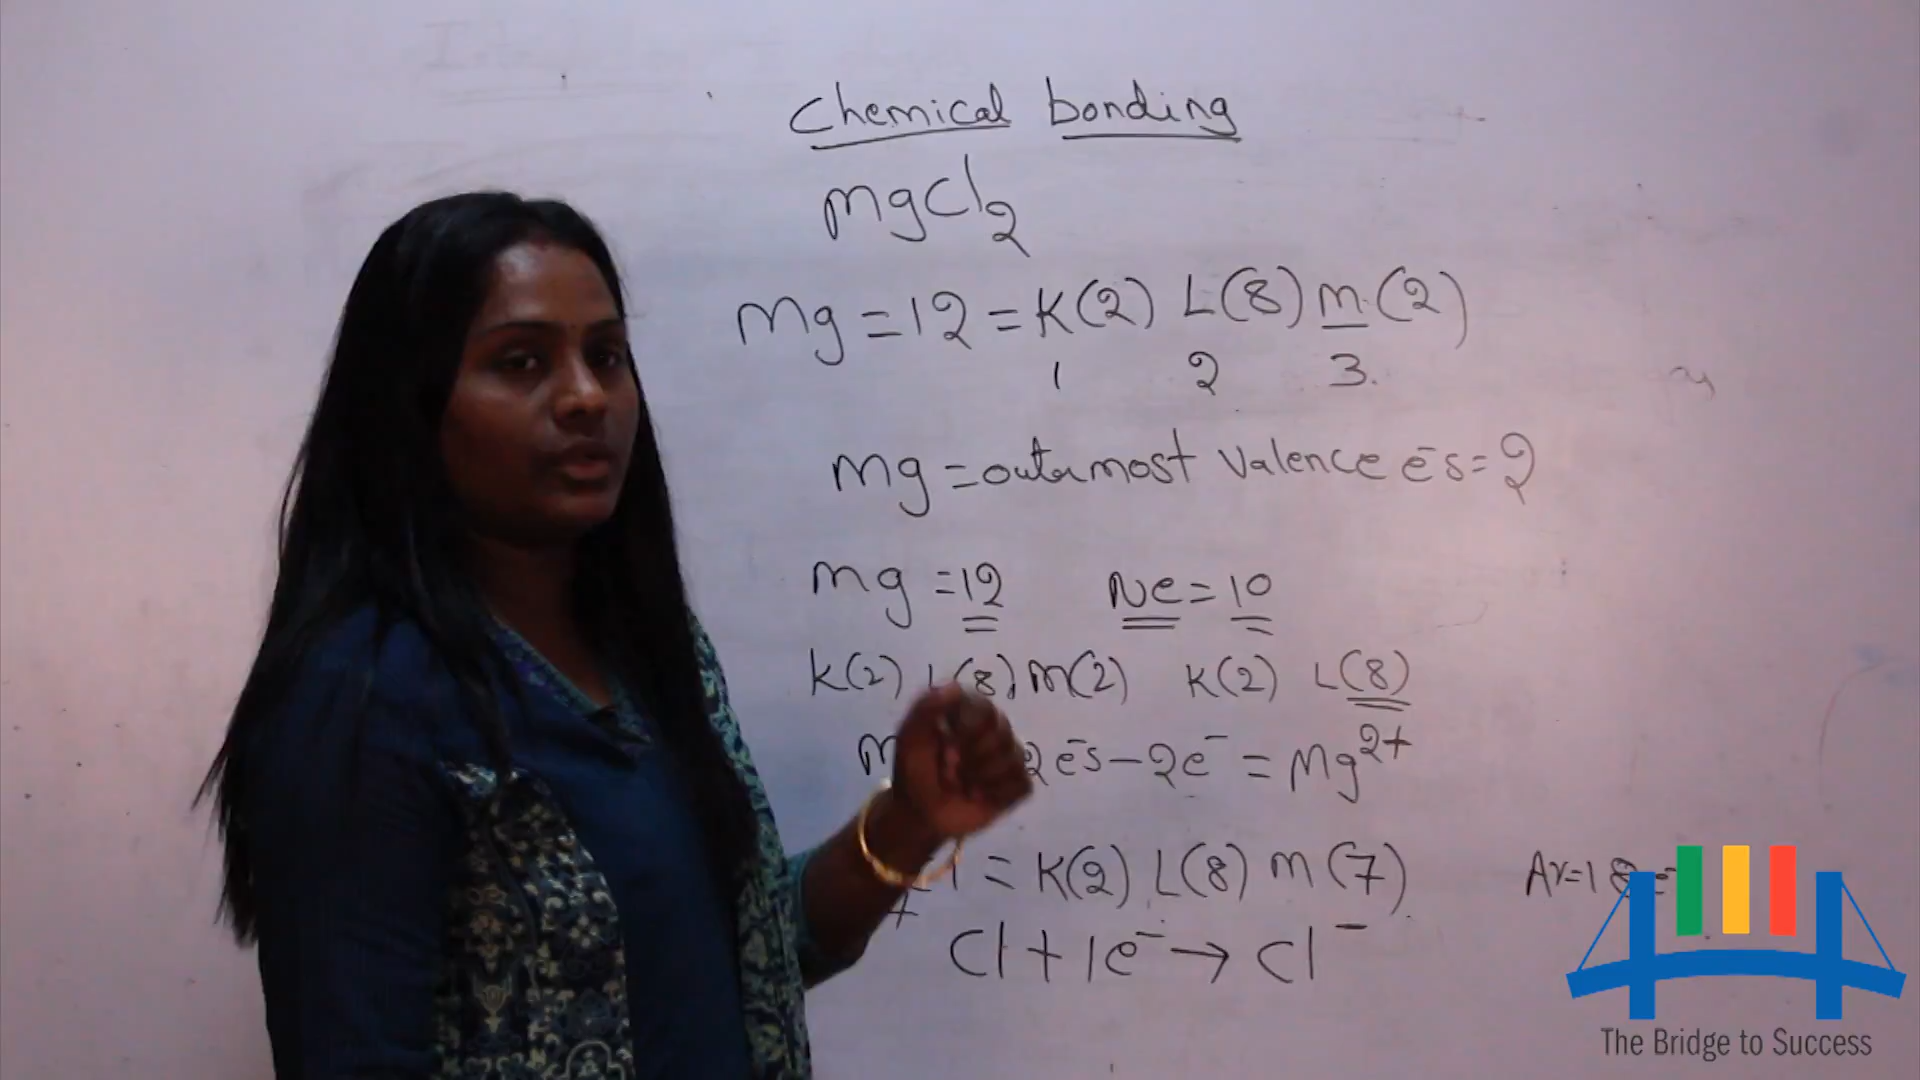 Chemical bonding
MgCl2
Mg = 12 = K(2) L(8) M(2)
1 2 3.
Mg = outermost valence e⁻s = 2
Mg = 12 Ne = 10
K(2) L(8) M(2) K(2) L(8)
2e⁻s – 2e⁻ = Mg²⁺
= K(2) L(8) M(7) Ar=18e⁻
Cl + 1e⁻ → Cl⁻
The Bridge to Success